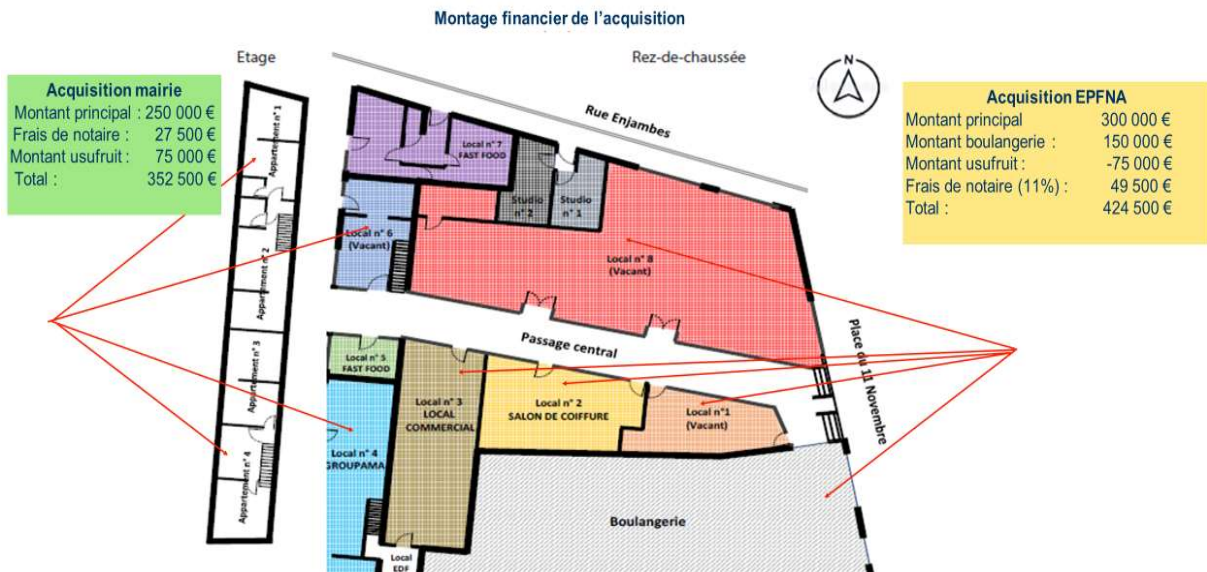 Montage financier de l'acquisition
Etage
Rez-de-chaussée
N
Acquisition mairie
Montant principal : 250 000 €
Frais de notaire : 27 500 €
Montant usufruit : 75 000 €
Total : 352 500 €
Acquisition EPFNA
Montant principal 300 000 €
Montant boulangerie : 150 000 €
Montant usufruit : -75 000 €
Frais de notaire (11%) : 49 500 €
Total : 424 500 €
Rue Enjambes
Appartement n° 1
Appartement n° 2
Appartement n° 3
Appartement n° 4
Local n° 7
FAST FOOD
Studio
n° 2
Studio
n° 1
Local n° 6
(Vacant)
Local n° 8
(Vacant)
Passage central
Place du 11 Novembre
Local n° 5
FAST FOOD
Local n° 3
LOCAL
COMMERCIAL
Local n° 2
SALON DE COIFFURE
Local n°1
(Vacant)
Local n° 4
GROUPAMA
Boulangerie
Local
EDF